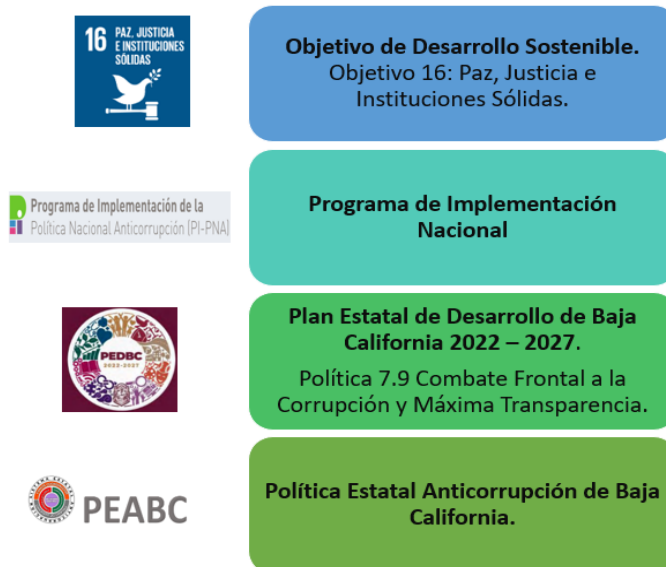 16 PAZ, JUSTICIA
E INSTITUCIONES
SÓLIDAS
Objetivo de Desarrollo Sostenible.
Objetivo 16: Paz, Justicia e
Instituciones Sólidas.
Programa de Implementación de la
Política Nacional Anticorrupción (PI-PNA)
Programa de Implementación
Nacional
PEDBC
2022-2027
Plan Estatal de Desarrollo de Baja
California 2022 – 2027.
Política 7.9 Combate Frontal a la
Corrupción y Máxima Transparencia.
PEABC
Política Estatal Anticorrupción de Baja
California.